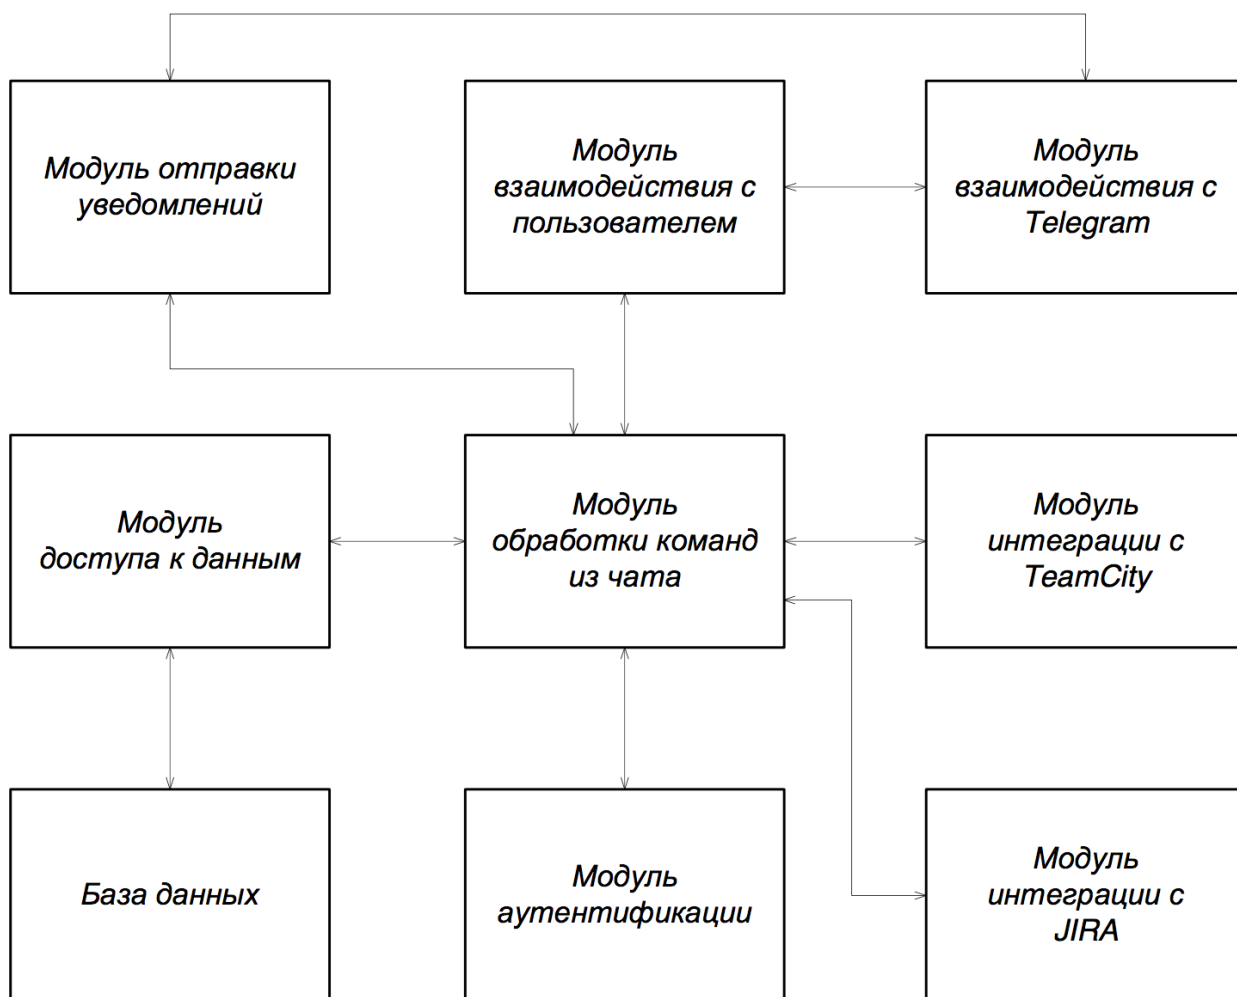 Модуль отправки
уведомлений
Модуль
взаимодействия с
пользователем
Модуль
взаимодействия с
Telegram
Модуль
доступа к данным
Модуль
обработки команд
из чата
Модуль
интеграции с
TeamCity
База данных
Модуль
аутентификации
Модуль
интеграции с
JIRA